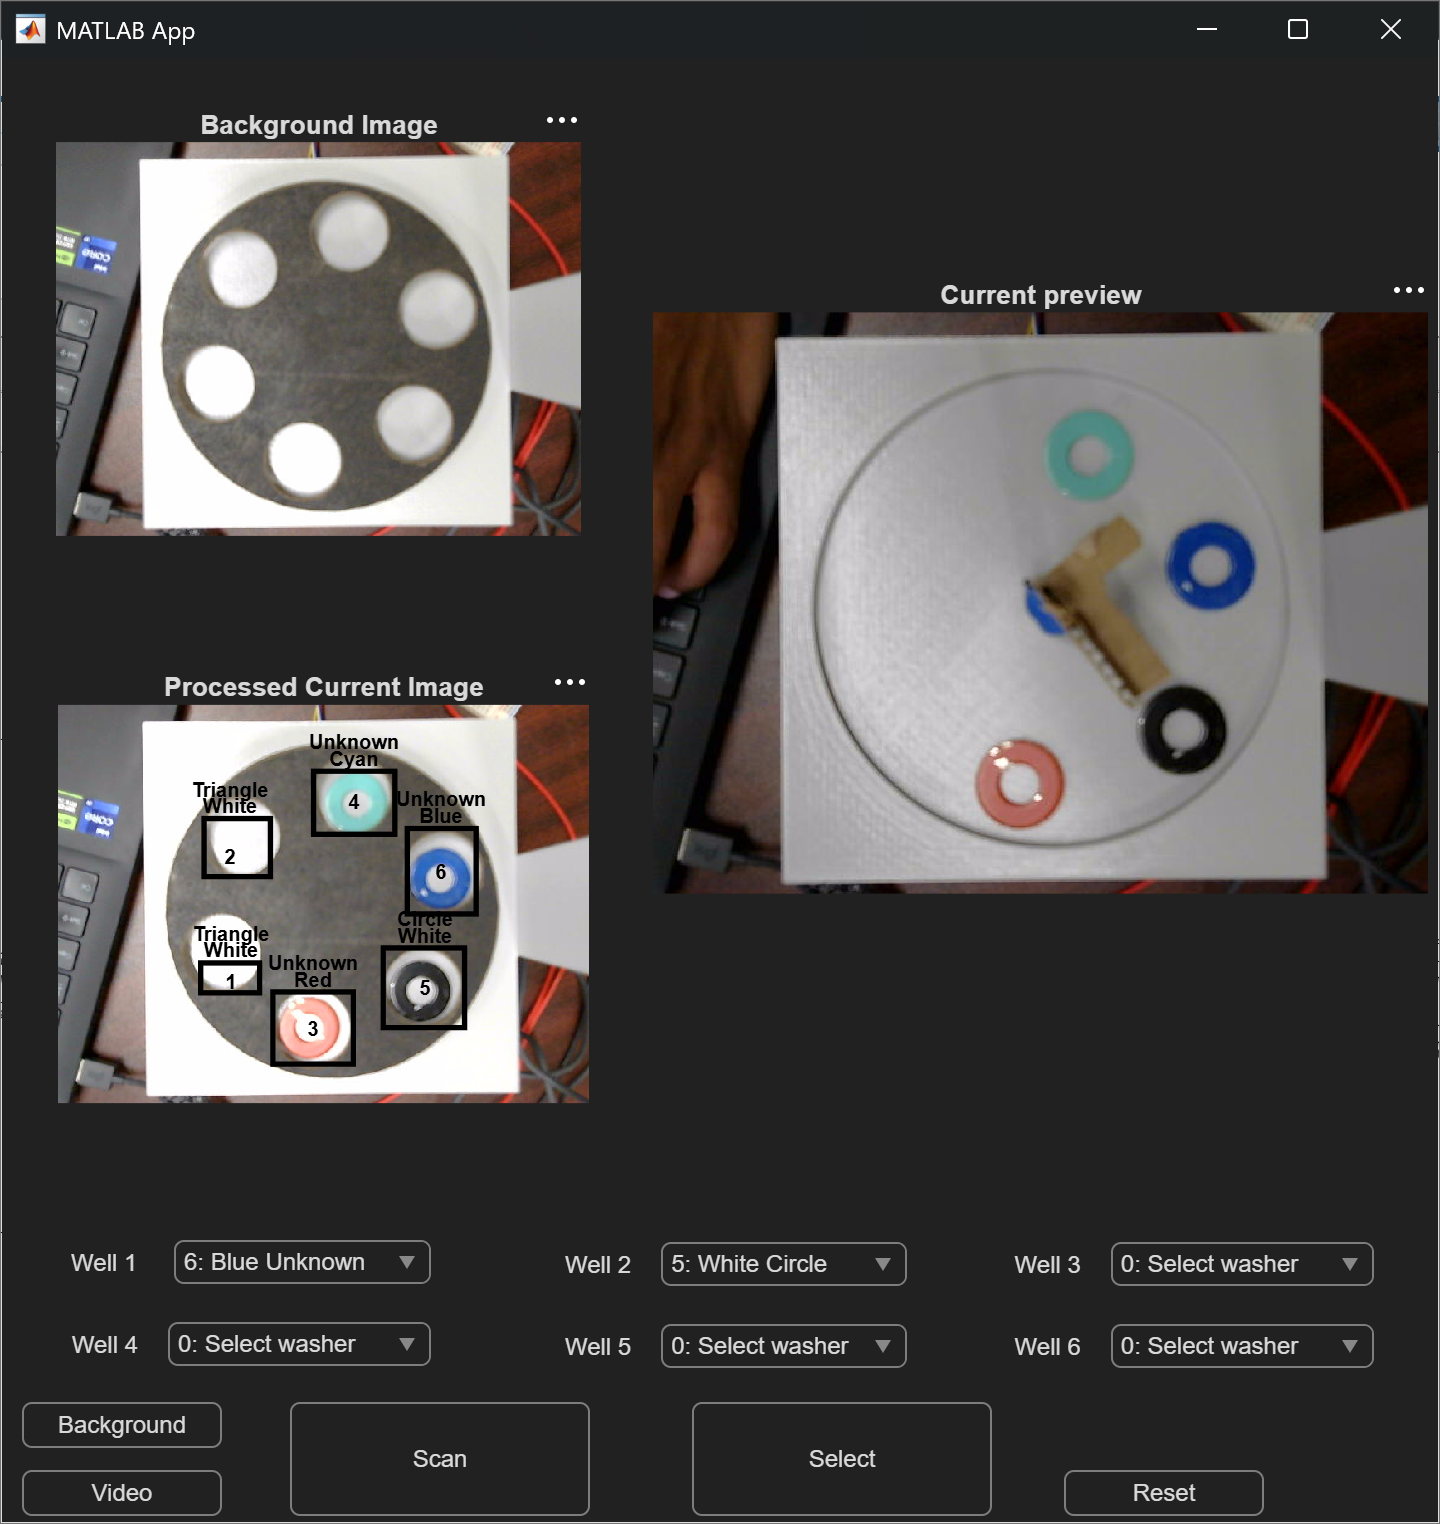 MATLAB App
Background Image
CORE
Current preview
Processed Current Image
Unknown
Cyan
4
Triangle
White
2
Unknown
Blue
6
Triangle
White
1
Unknown
Red
3
Circle
White
5
Well 1
6: Blue Unknown
Well 2
5: White Circle
Well 3
0: Select washer
Well 4
0: Select washer
Well 5
0: Select washer
Well 6
0: Select washer
Background
Scan
Select
Video
Reset